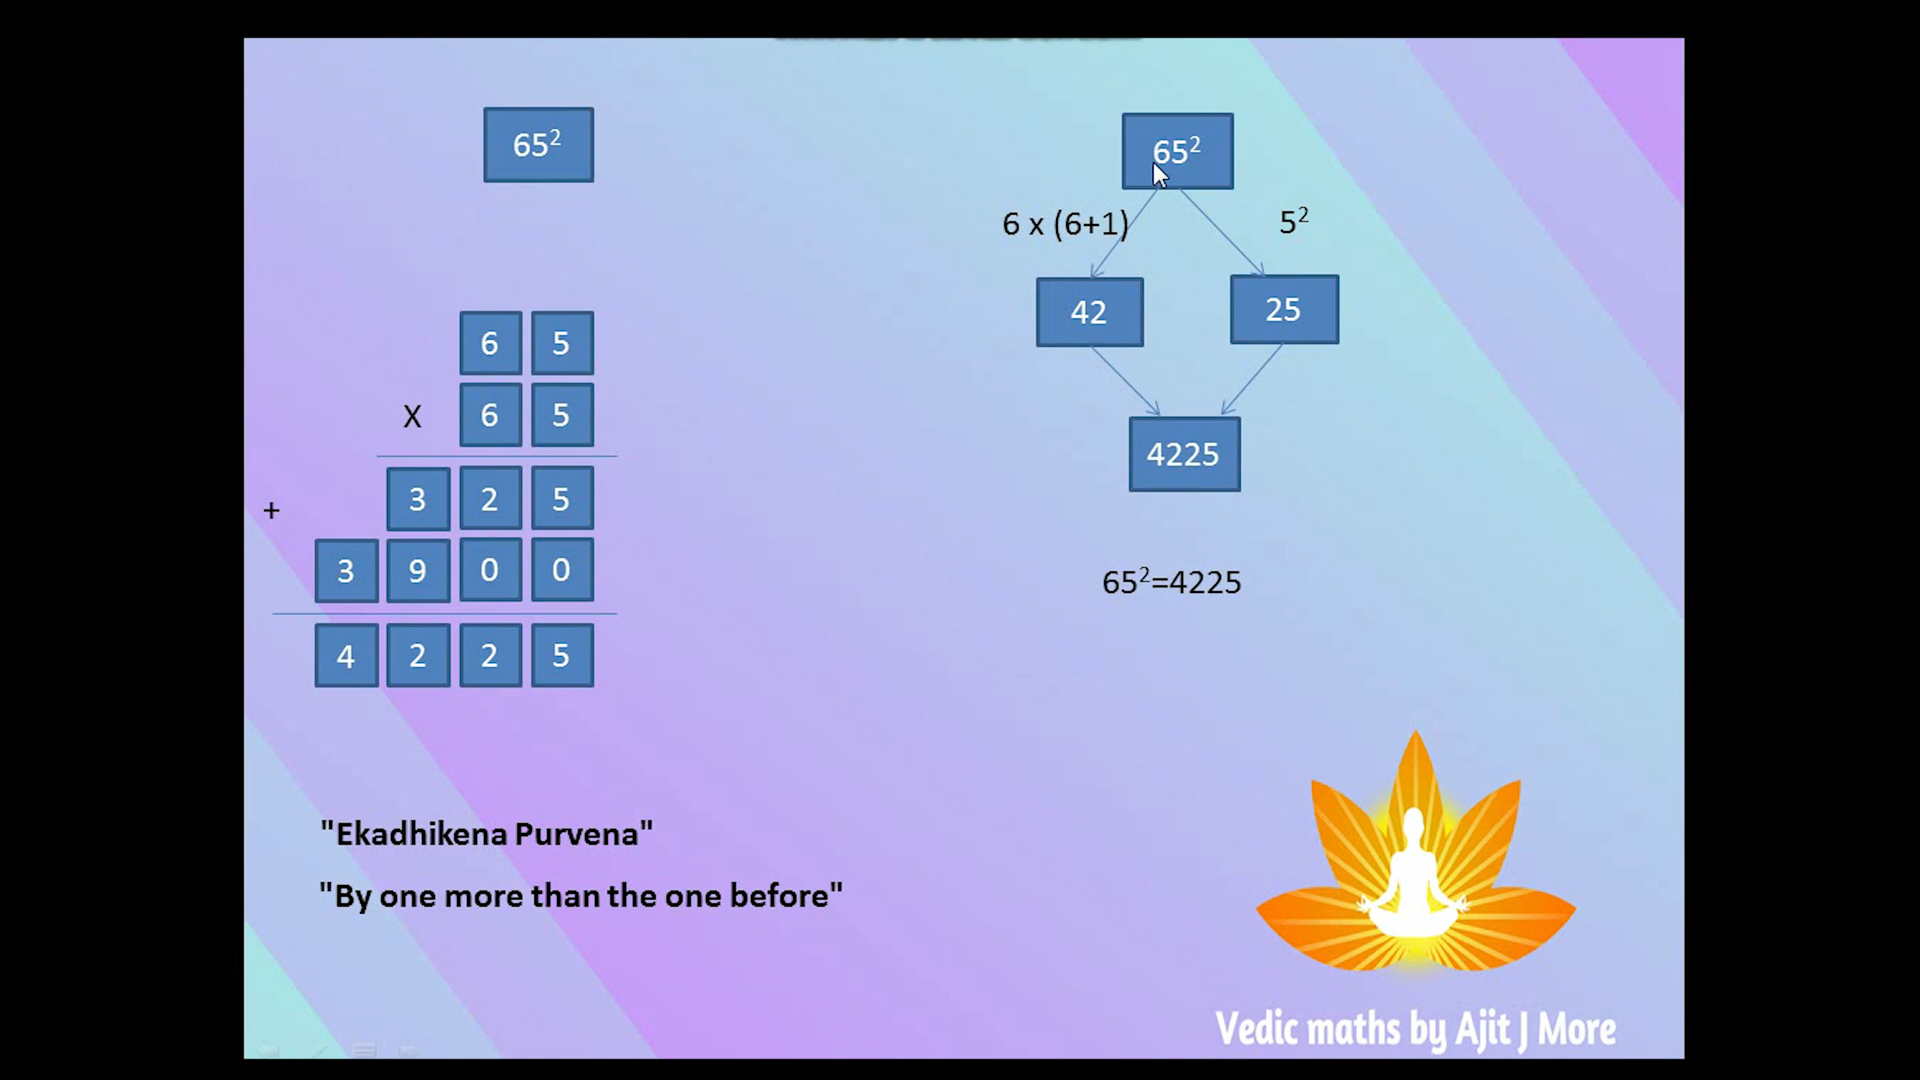 65²
6 5
X 6 5
3 2 5
+
3 9 0 0
4 2 2 5
65²
6 x (6+1)
5²
42
25
4225
65²=4225
"Ekadhikena Purvena"
"By one more than the one before"
Vedic maths by Ajit J More